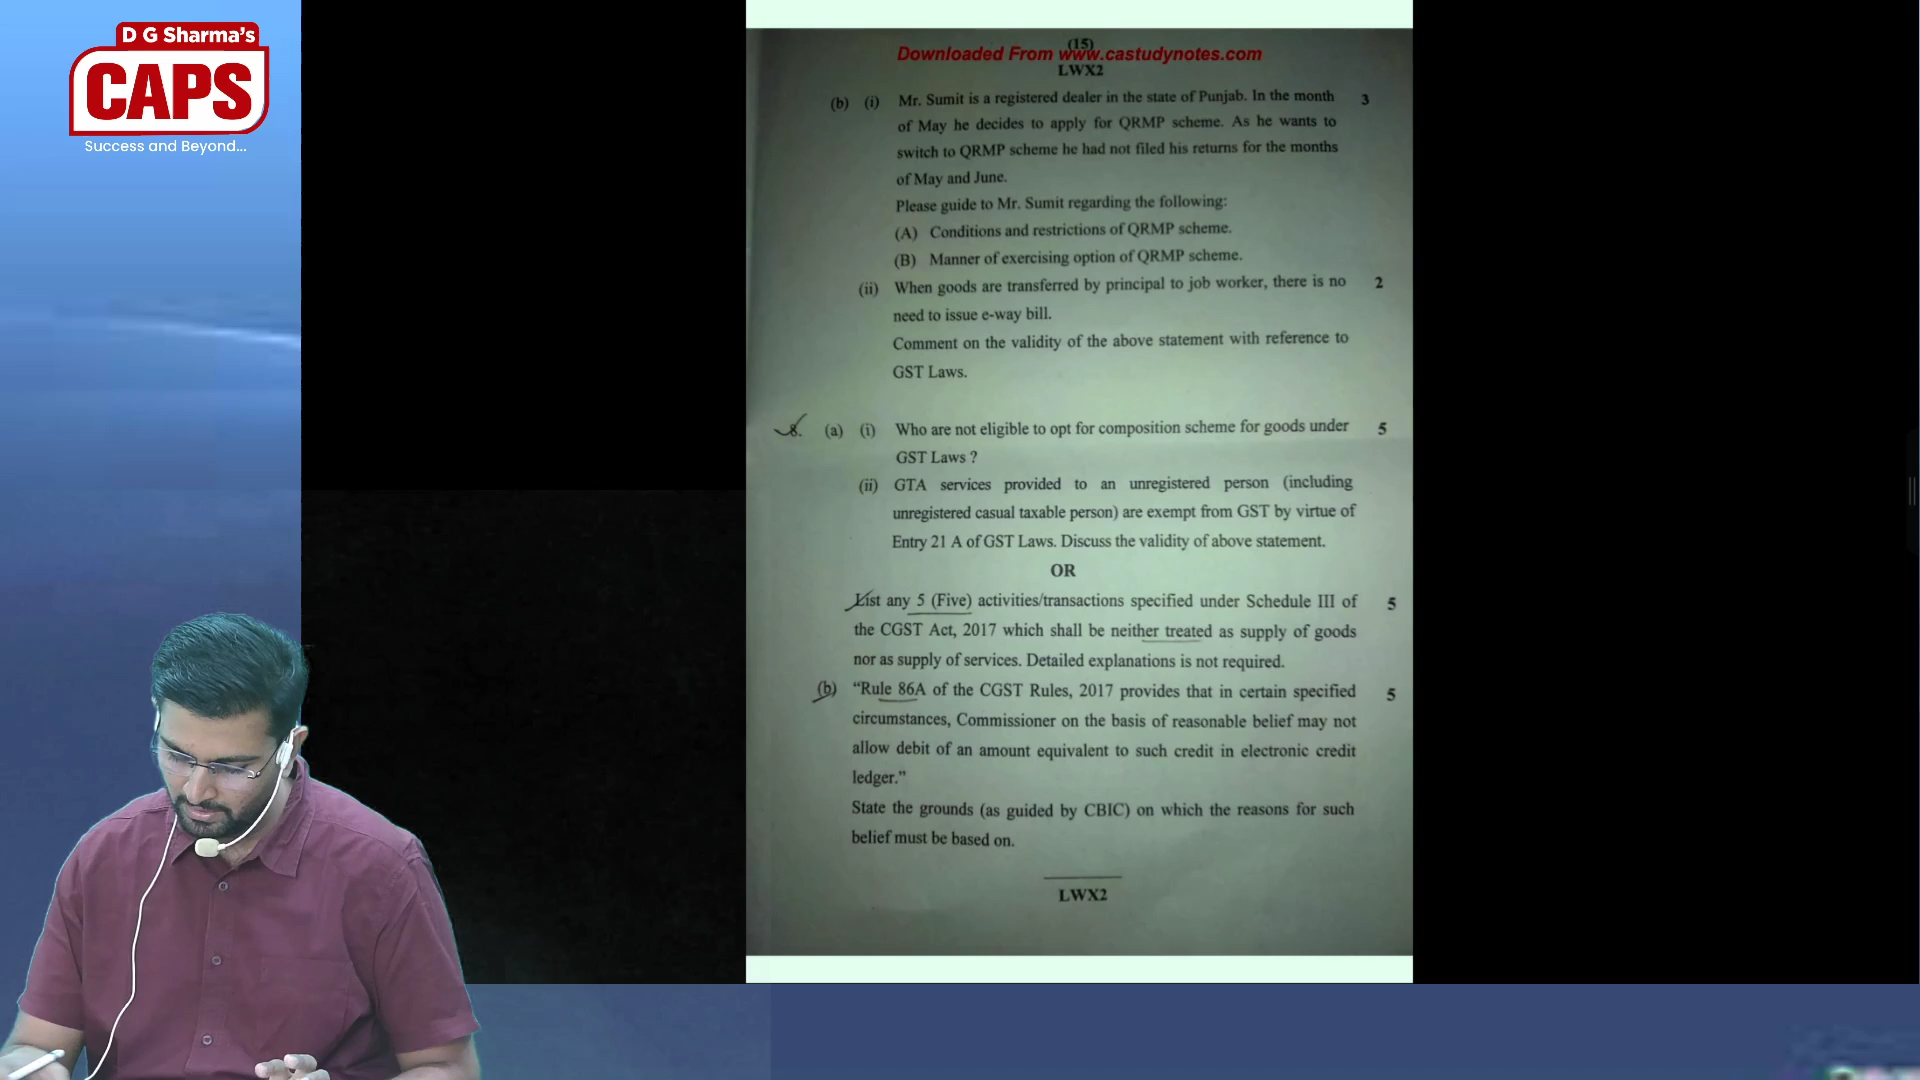 D G Sharma's
CAPS
Success and Beyond...
(15)
Downloaded From www.castudynotes.com
LWX2
(b) (i) Mr. Sumit is a registered dealer in the state of Punjab. In the month 3
of May he decides to apply for QRMP scheme. As he wants to
switch to QRMP scheme he had not filed his returns for the months
of May and June.
Please guide to Mr. Sumit regarding the following:
(A) Conditions and restrictions of QRMP scheme.
(B) Manner of exercising option of QRMP scheme.
(ii) When goods are transferred by principal to job worker, there is no 2
need to issue e-way bill.
Comment on the validity of the above statement with reference to
GST Laws.
8. (a) (i) Who are not eligible to opt for composition scheme for goods under 5
GST Laws ?
(ii) GTA services provided to an unregistered person (including
unregistered casual taxable person) are exempt from GST by virtue of
Entry 21 A of GST Laws. Discuss the validity of above statement.
OR
List any 5 (Five) activities/transactions specified under Schedule III of 5
the CGST Act, 2017 which shall be neither treated as supply of goods
nor as supply of services. Detailed explanations is not required.
(b) “Rule 86A of the CGST Rules, 2017 provides that in certain specified 5
circumstances, Commissioner on the basis of reasonable belief may not
allow debit of an amount equivalent to such credit in electronic credit
ledger.”
State the grounds (as guided by CBIC) on which the reasons for such
belief must be based on.
LWX2